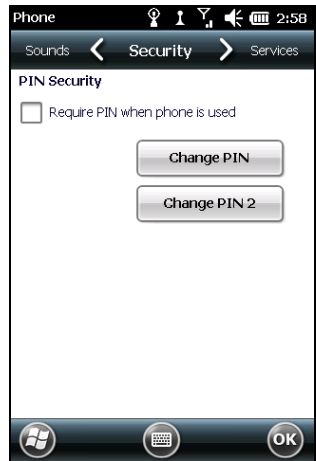 Phone 2:58
Sounds Security Services
PIN Security
Require PIN when phone is used
Change PIN
Change PIN 2
OK